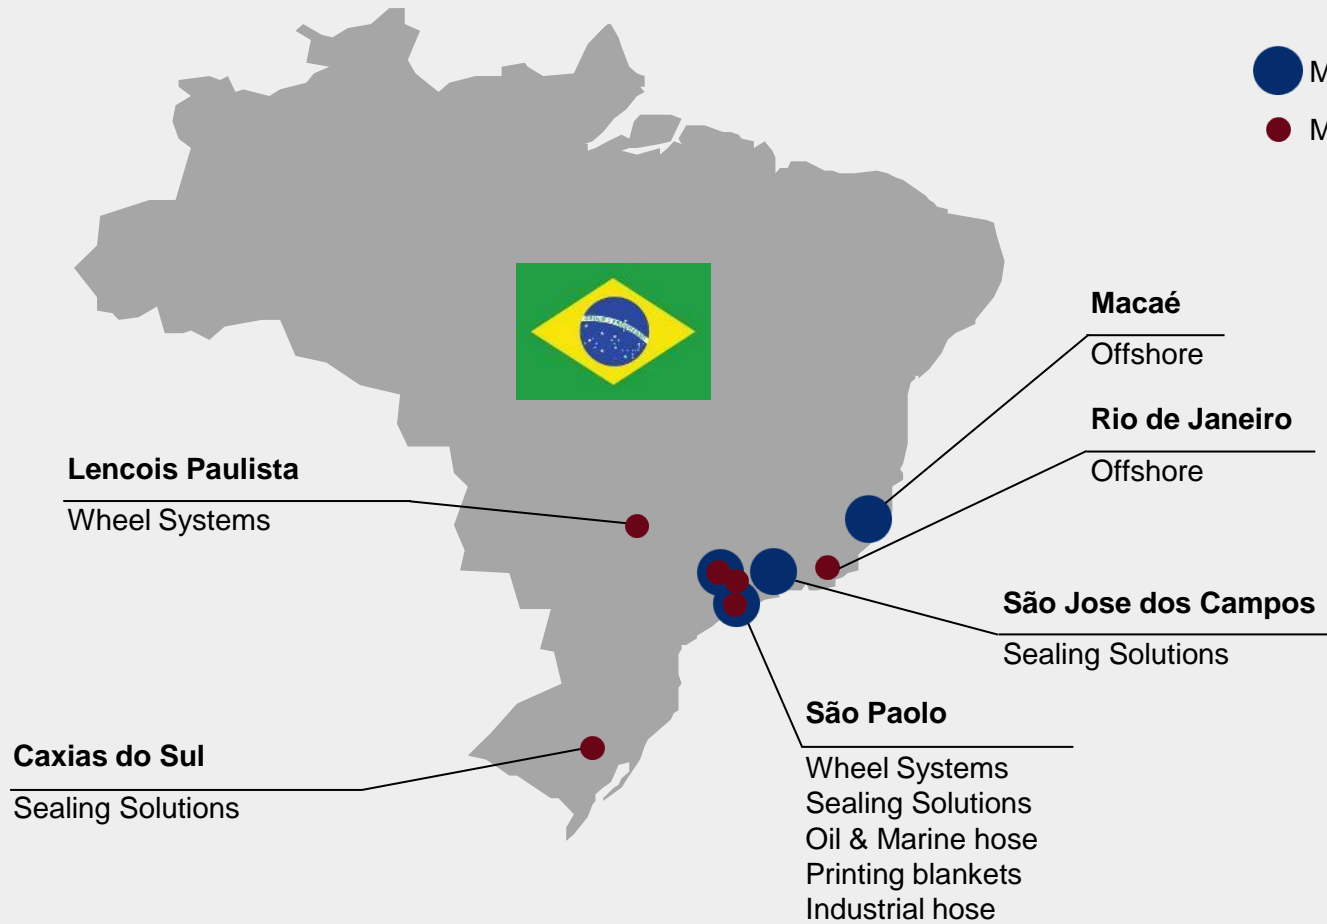 M
M
Macaé
Offshore
Rio de Janeiro
Offshore
Lencois Paulista
Wheel Systems
São Jose dos Campos
Sealing Solutions
São Paolo
Wheel Systems
Sealing Solutions
Oil & Marine hose
Printing blankets
Industrial hose
Caxias do Sul
Sealing Solutions